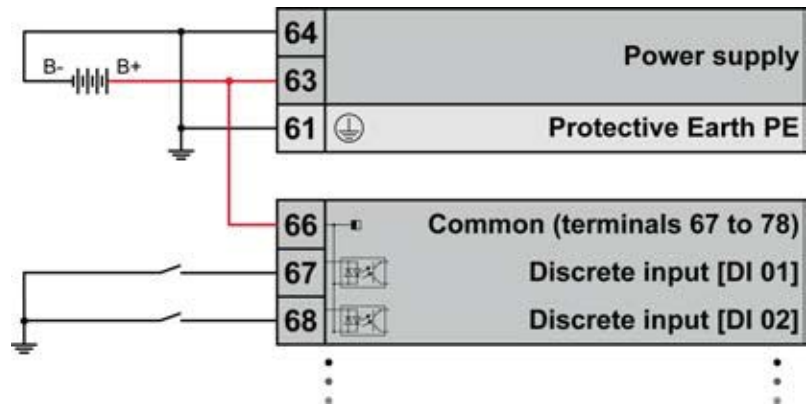 64
Power supply
B- B+
63
61 Protective Earth PE
66 Common (terminals 67 to 78)
67 Discrete input [DI 01]
68 Discrete input [DI 02]